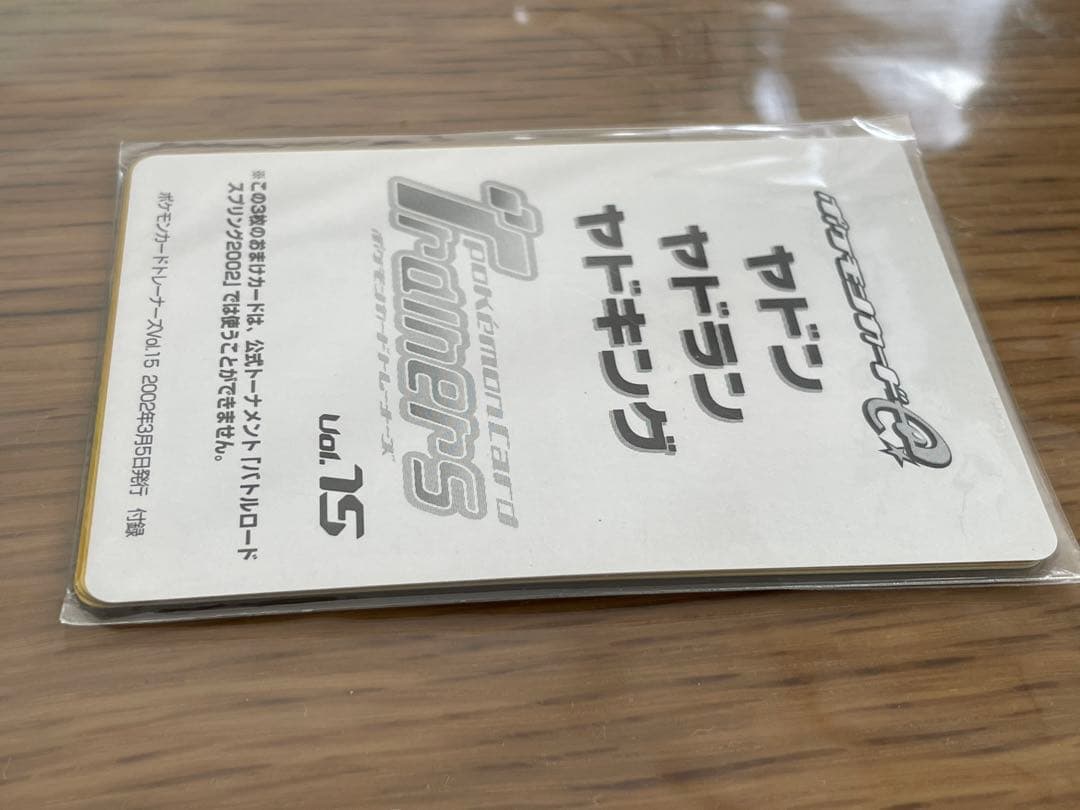 ポケモンカードe
ヤドン
ヤドラン
ヤドキング
Pokémon Card
Trainers
ポケモンカードトレーナーズ
Vol.15
※この3枚のおまけカードは、公式トーナメント「バトルロード
スプリング2002」では使うことができません。
ポケモンカードトレーナーズVol.15 2002年3月5日発行 付録